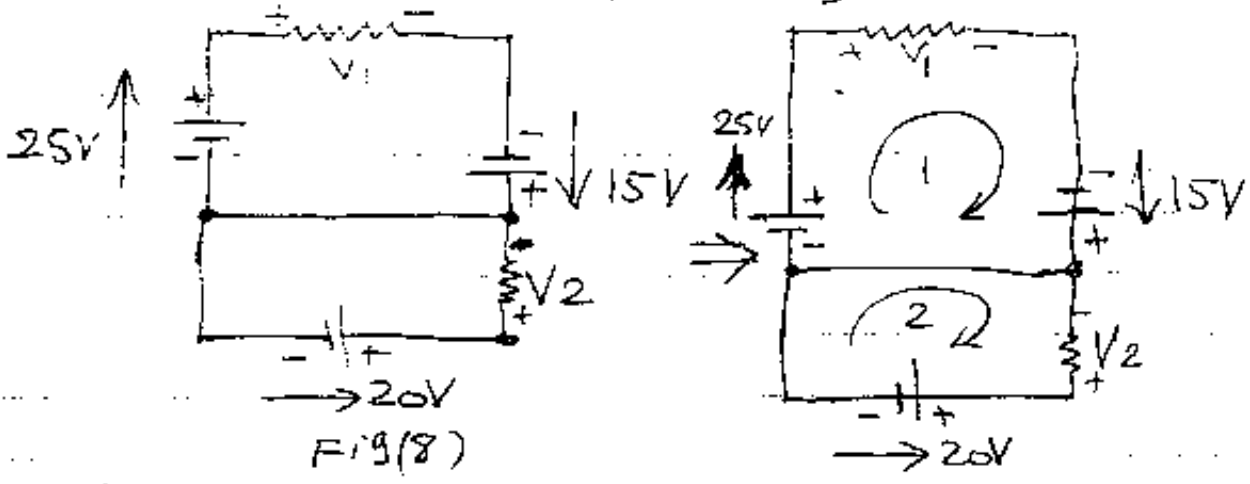 + -
V1
25V
+
-
-
+
15V
V2
+
- +
20V
Fig(8)
+ V1 -
25V
+
-
1
-
+
15V
2
-
V2
+
- +
20V